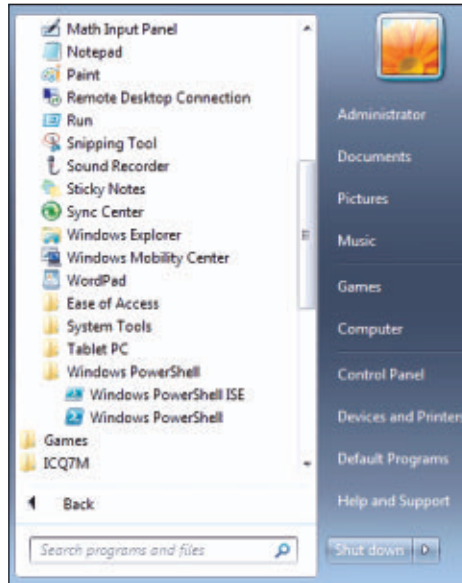 Math Input Panel
Notepad
Paint
Remote Desktop Connection
Run
Snipping Tool
Sound Recorder
Sticky Notes
Sync Center
Windows Explorer
Windows Mobility Center
WordPad
Ease of Access
System Tools
Tablet PC
Windows PowerShell
Windows PowerShell ISE
Windows PowerShell
Games
ICQ7M
Back
Search programs and files
Administrator
Documents
Pictures
Music
Games
Computer
Control Panel
Devices and Printers
Default Programs
Help and Support
Shut down